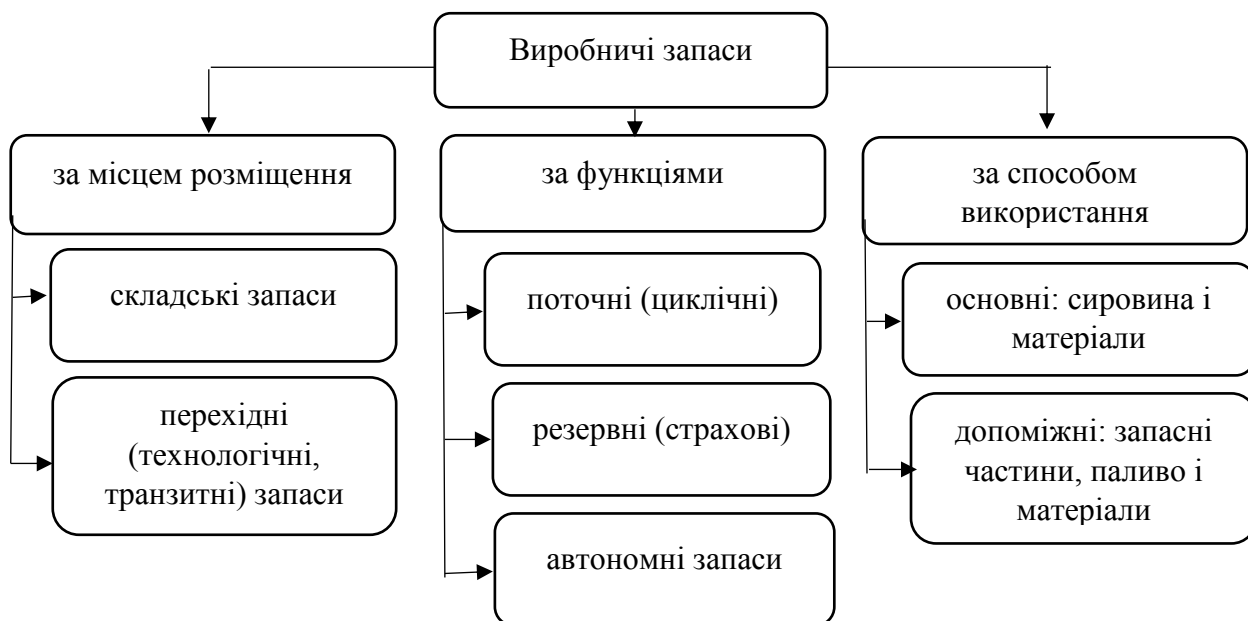 Виробничі запаси
за місцем розміщення
складські запаси
перехідні
(технологічні,
транзитні) запаси
за функціями
поточні (циклічні)
резервні (страхові)
автономні запаси
за способом
використання
основні: сировина і
матеріали
допоміжні: запасні
частини, паливо і
матеріали